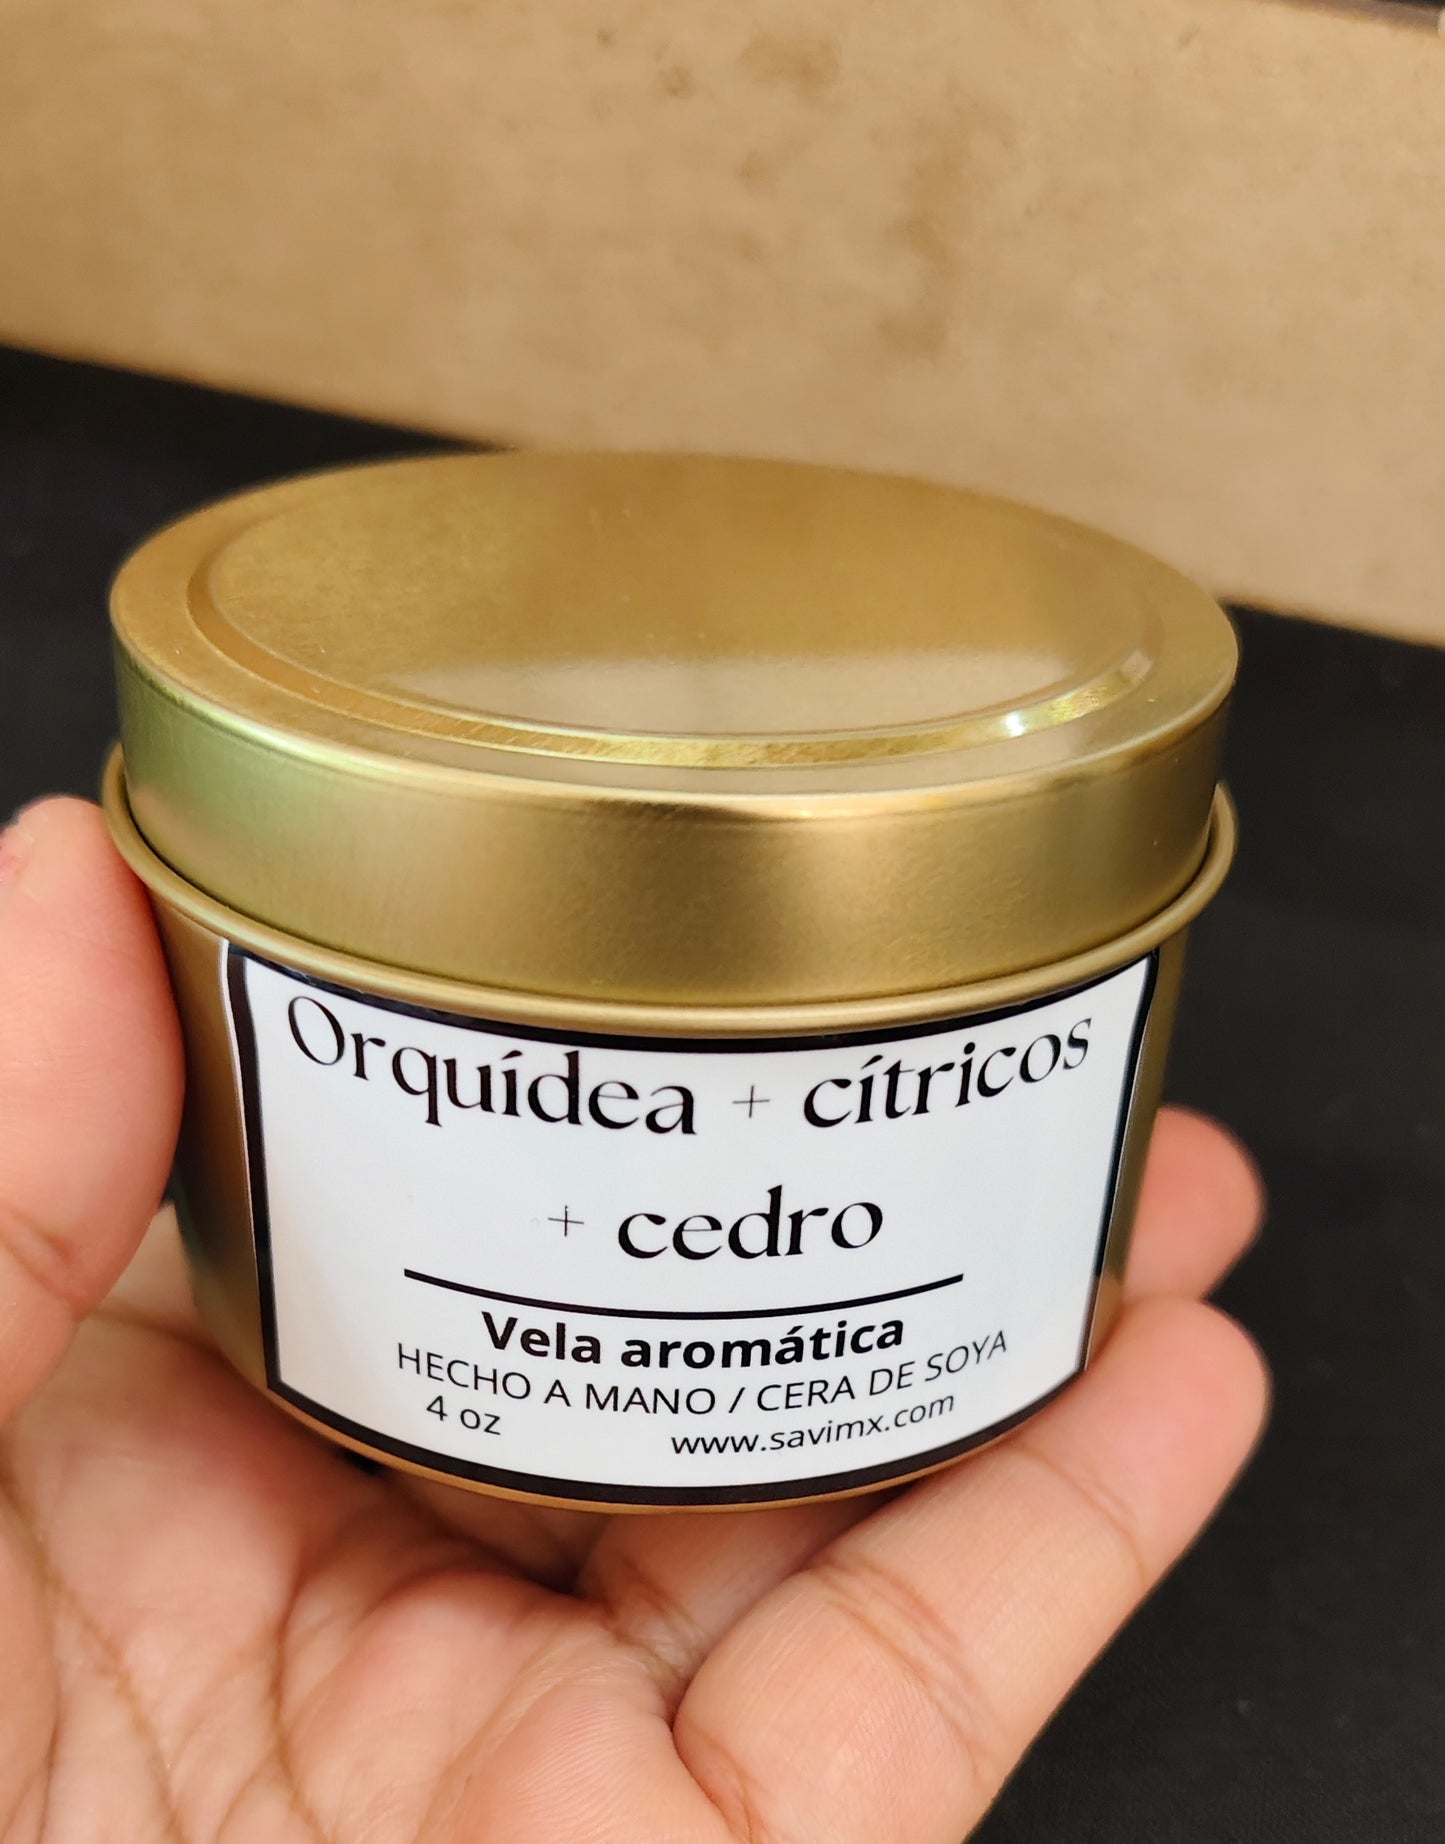 Orquídea + cítricos
+ cedro
Vela aromática
HECHO A MANO / CERA DE SOYA
4 oz
www.savimx.com